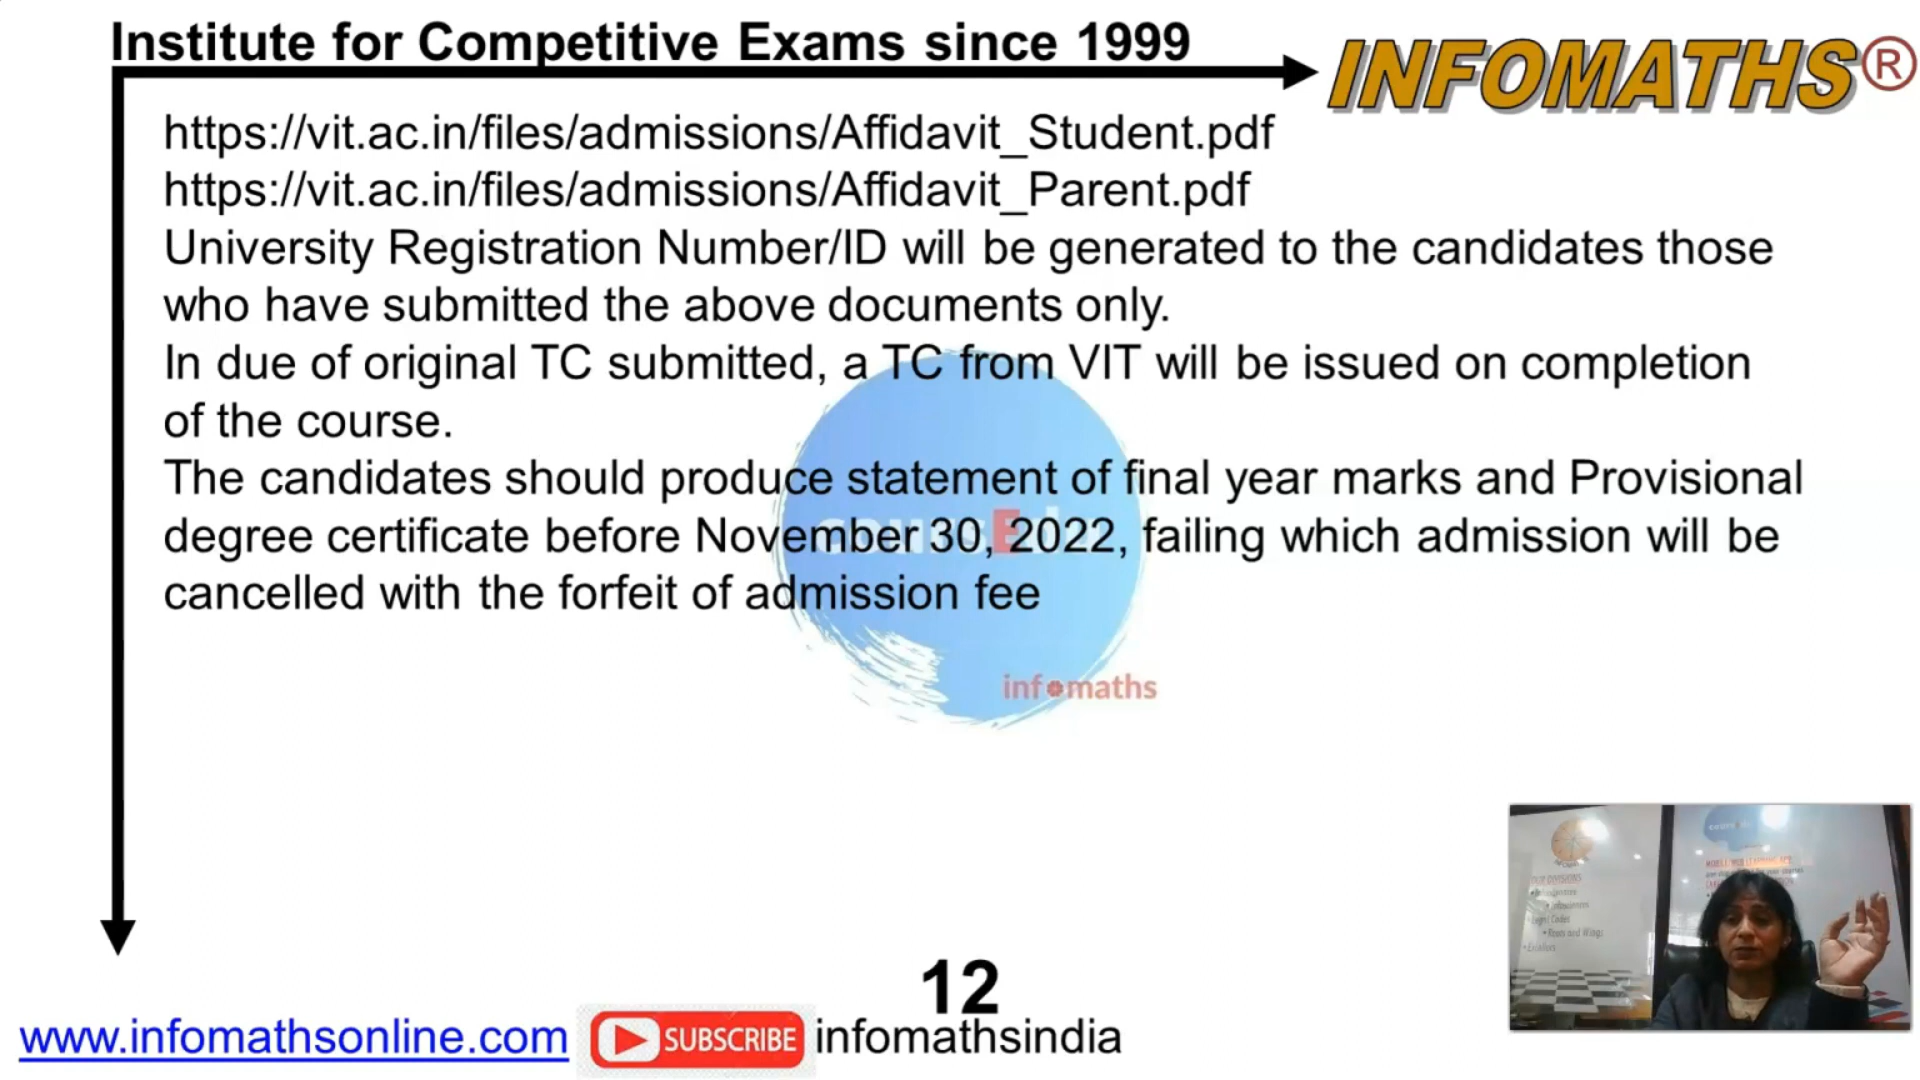 Institute for Competitive Exams since 1999
INFOMATHS®
https://vit.ac.in/files/admissions/Affidavit_Student.pdf
https://vit.ac.in/files/admissions/Affidavit_Parent.pdf
University Registration Number/ID will be generated to the candidates those
who have submitted the above documents only.
In due of original TC submitted, a TC from VIT will be issued on completion
of the course.
The candidates should produce statement of final year marks and Provisional
degree certificate before November 30, 2022, failing which admission will be
cancelled with the forfeit of admission fee
infomaths
OUR DIVISIONS
12
www.infomathsonline.com
SUBSCRIBE
infomathsindia